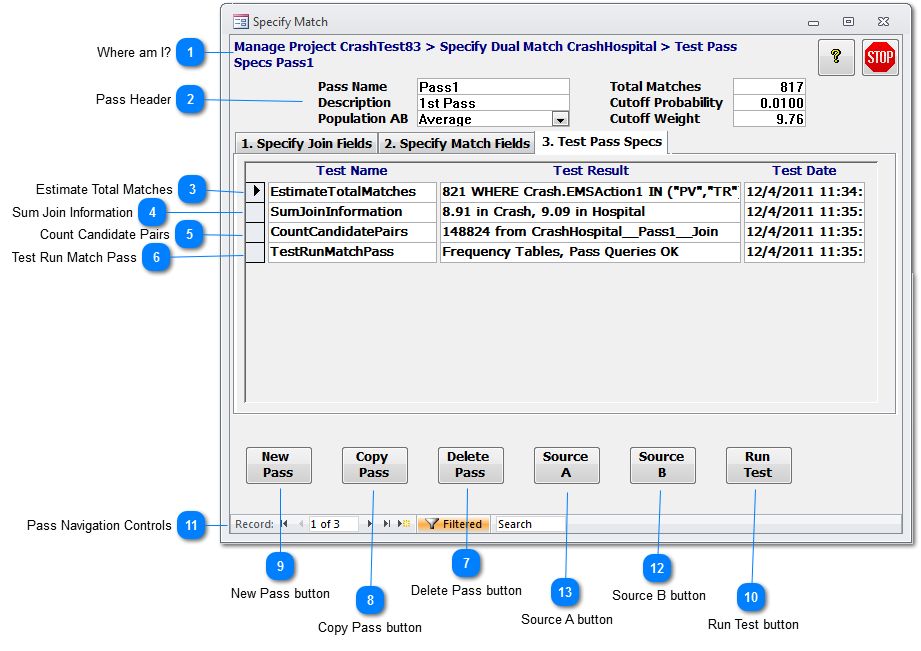 Specify Match
Where am I? 1
Manage Project CrashTest83 > Specify Dual Match CrashHospital > Test Pass
Specs Pass1
?
STOP
Pass Header 2
Pass Name Pass1 Total Matches 817
Description 1st Pass Cutoff Probability 0.0100
Population AB Average Cutoff Weight 9.76
1. Specify Join Fields 2. Specify Match Fields 3. Test Pass Specs
Test Name Test Result Test Date
Estimate Total Matches 3 EstimateTotalMatches 821 WHERE Crash.EMSAction1 IN ("PV","TR") 12/4/2011 11:34:
Sum Join Information 4 SumJoinInformation 8.91 in Crash, 9.09 in Hospital 12/4/2011 11:35:
Count Candidate Pairs 5 CountCandidatePairs 148824 from CrashHospital__Pass1__Join 12/4/2011 11:35:
Test Run Match Pass 6 TestRunMatchPass Frequency Tables, Pass Queries OK 12/4/2011 11:35:
New Pass
Copy Pass
Delete Pass
Source A
Source B
Run Test
Pass Navigation Controls 11 Record: 1 of 3 Filtered Search
9 New Pass button
8 Copy Pass button
7 Delete Pass button
13 Source A button
12 Source B button
10 Run Test button